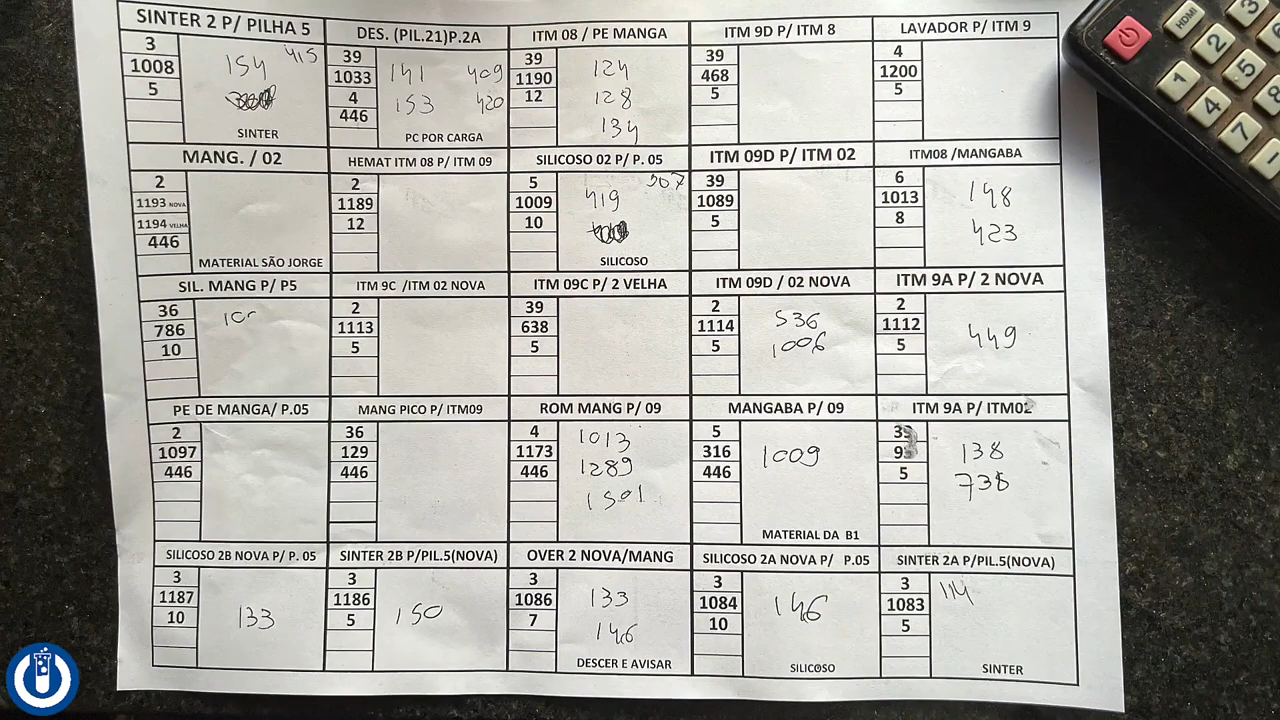 SINTER 2 P/ PILHA 5
3
1008
5
154 415
SINTER
DES. (PIL.21)P.2A
39
1033
4
446
141 409
153 420
PC POR CARGA
ITM 08 / PE MANGA
39
1190
12
124
128
134
ITM 9D P/ ITM 8
39
468
5
LAVADOR P/ ITM 9
4
1200
5
MANG. / 02
2
1193 NOVA
1194 VELHA
446
MATERIAL SÃO JORGE
HEMAT ITM 08 P/ ITM 09
2
1189
12
SILICOSO 02 P/ P. 05
5
1009
10
507
419
SILICOSO
ITM 09D P/ ITM 02
39
1089
5
ITM08 /MANGABA
6
1013
8
148
423
SIL. MANG P/ P5
36
786
10
ITM 9C /ITM 02 NOVA
2
1113
5
ITM 09C P/ 2 VELHA
39
638
5
ITM 09D / 02 NOVA
2
1114
5
536
1006
ITM 9A P/ 2 NOVA
2
1112
5
449
PE DE MANGA/ P.05
2
1097
446
MANG PICO P/ ITM09
36
129
446
ROM MANG P/ 09
4
1173
446
1013
1289
1501
MANGABA P/ 09
5
316
446
1009
MATERIAL DA B1
ITM 9A P/ ITM02
5
138
738
SILICOSO 2B NOVA P/ P. 05
3
1187
10
133
SINTER 2B P/PIL.5(NOVA)
3
1186
5
150
OVER 2 NOVA/MANG
3
1086
7
133
146
DESCER E AVISAR
SILICOSO 2A NOVA P/ P.05
3
1084
10
146
SILICOSO
SINTER 2A P/PIL.5(NOVA)
3
1083
5
114
SINTER
HDMI
1
2
3
4
5
7